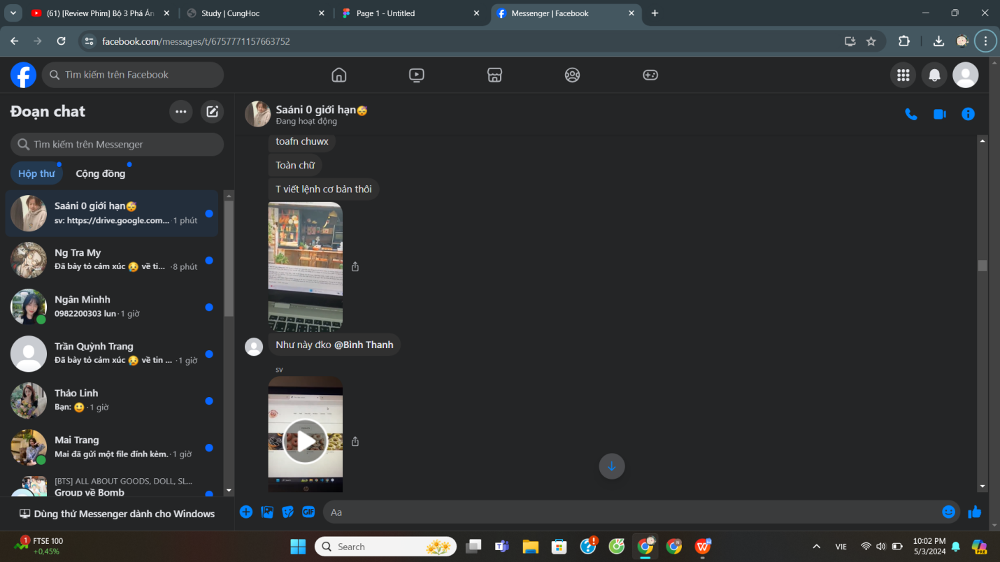 (61) [Review Phim] Bộ 3 Phá Án
Study | CungHoc
Page 1 - Untitled
Messenger | Facebook
facebook.com/messages/t/6757771157663752
Tìm kiếm trên Facebook
Đoạn chat
Tìm kiếm trên Messenger
Hộp thư
Cộng đồng
Saáni 0 giới hạn😴
sv: https://drive.google.com... 1 phút
Ng Tra My
Đã bày tỏ cảm xúc 😥 về ti... · 8 phút
Ngân Minhh
0982200303 lun · 1 giờ
Trần Quỳnh Trang
Đã bày tỏ cảm xúc 😥 về tin ... · 1 giờ
Thảo Linh
Bạn: 🙂 · 1 giờ
Mai Trang
Mai đã gửi một file đính kèm. · 1 giờ
[BTS] ALL ABOUT GOODS, DOLL, SL...
Group về Bomb
Dùng thử Messenger dành cho Windows
Saáni 0 giới hạn😴
Đang hoạt động
toafn chuwx
Toàn chữ
T viết lệnh cơ bản thôi
Như này đko @Bình Thanh
sv
GIF
Aa
1
FTSE 100
+0,45%
Search
VIE
10:02 PM
5/3/2024
PRE